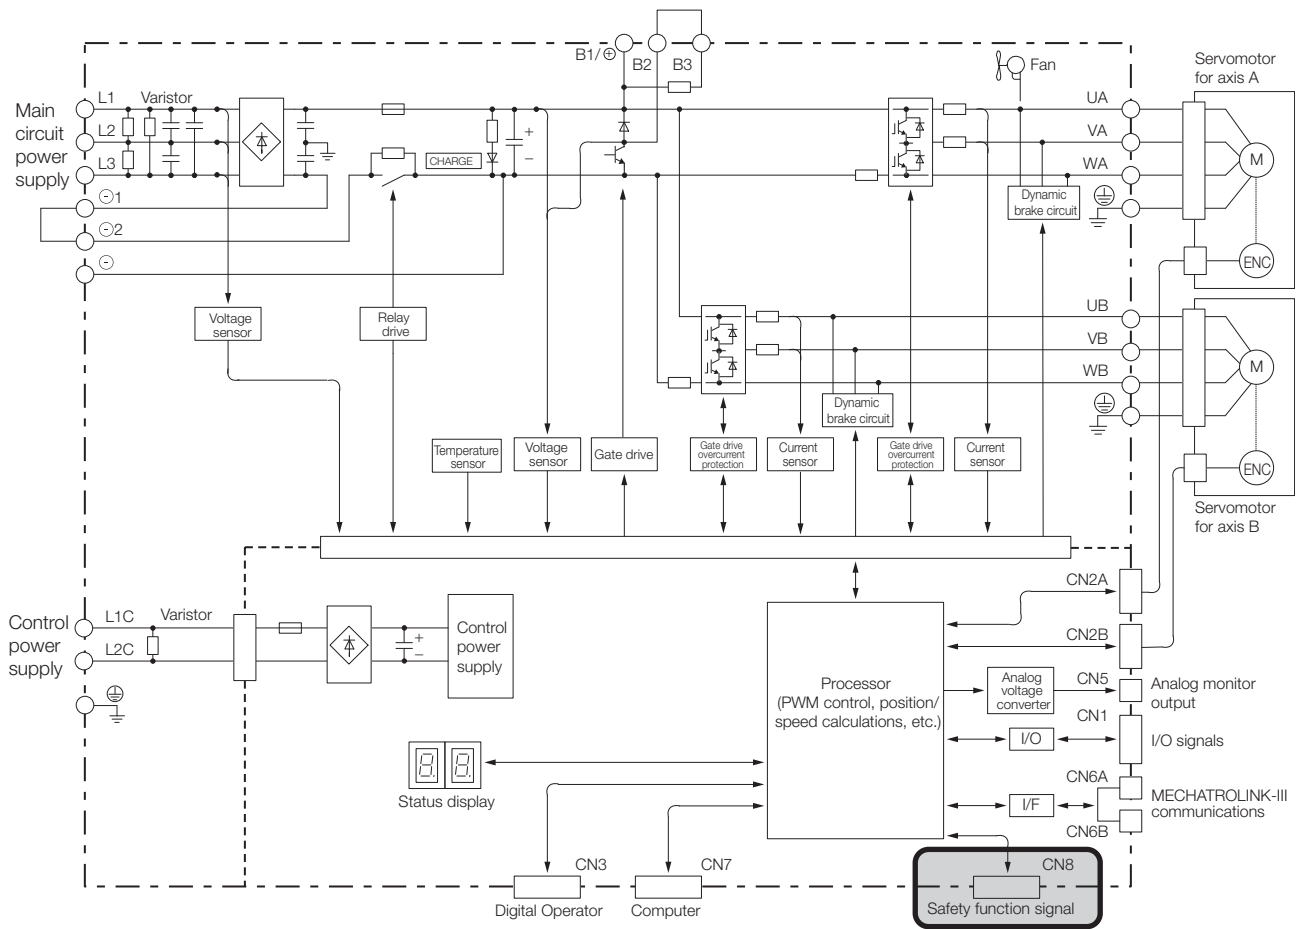 B1/⊕
B2
B3
Fan
Servomotor
for axis A
Main
circuit
power
supply
L1
Varistor
L2
L3
⊖1
⊖2
⊖
+
–
CHARGE
UA
VA
WA
M
ENC
Dynamic
brake circuit
Voltage
sensor
Relay
drive
UB
VB
WB
M
ENC
Dynamic
brake circuit
Temperature
sensor
Voltage
sensor
Gate drive
Gate drive
overcurrent
protection
Current
sensor
Gate drive
overcurrent
protection
Current
sensor
Servomotor
for axis B
Control
power
supply
L1C
Varistor
L2C
+
–
Control
power
supply
Processor
(PWM control, position/
speed calculations, etc.)
CN2A
CN2B
Analog
voltage
converter
CN5
Analog monitor
output
CN1
I/O
I/O signals
CN6A
I/F
MECHATROLINK-III
communications
CN6B
8. 8.
Status display
CN3
Digital Operator
CN7
Computer
CN8
Safety function signal